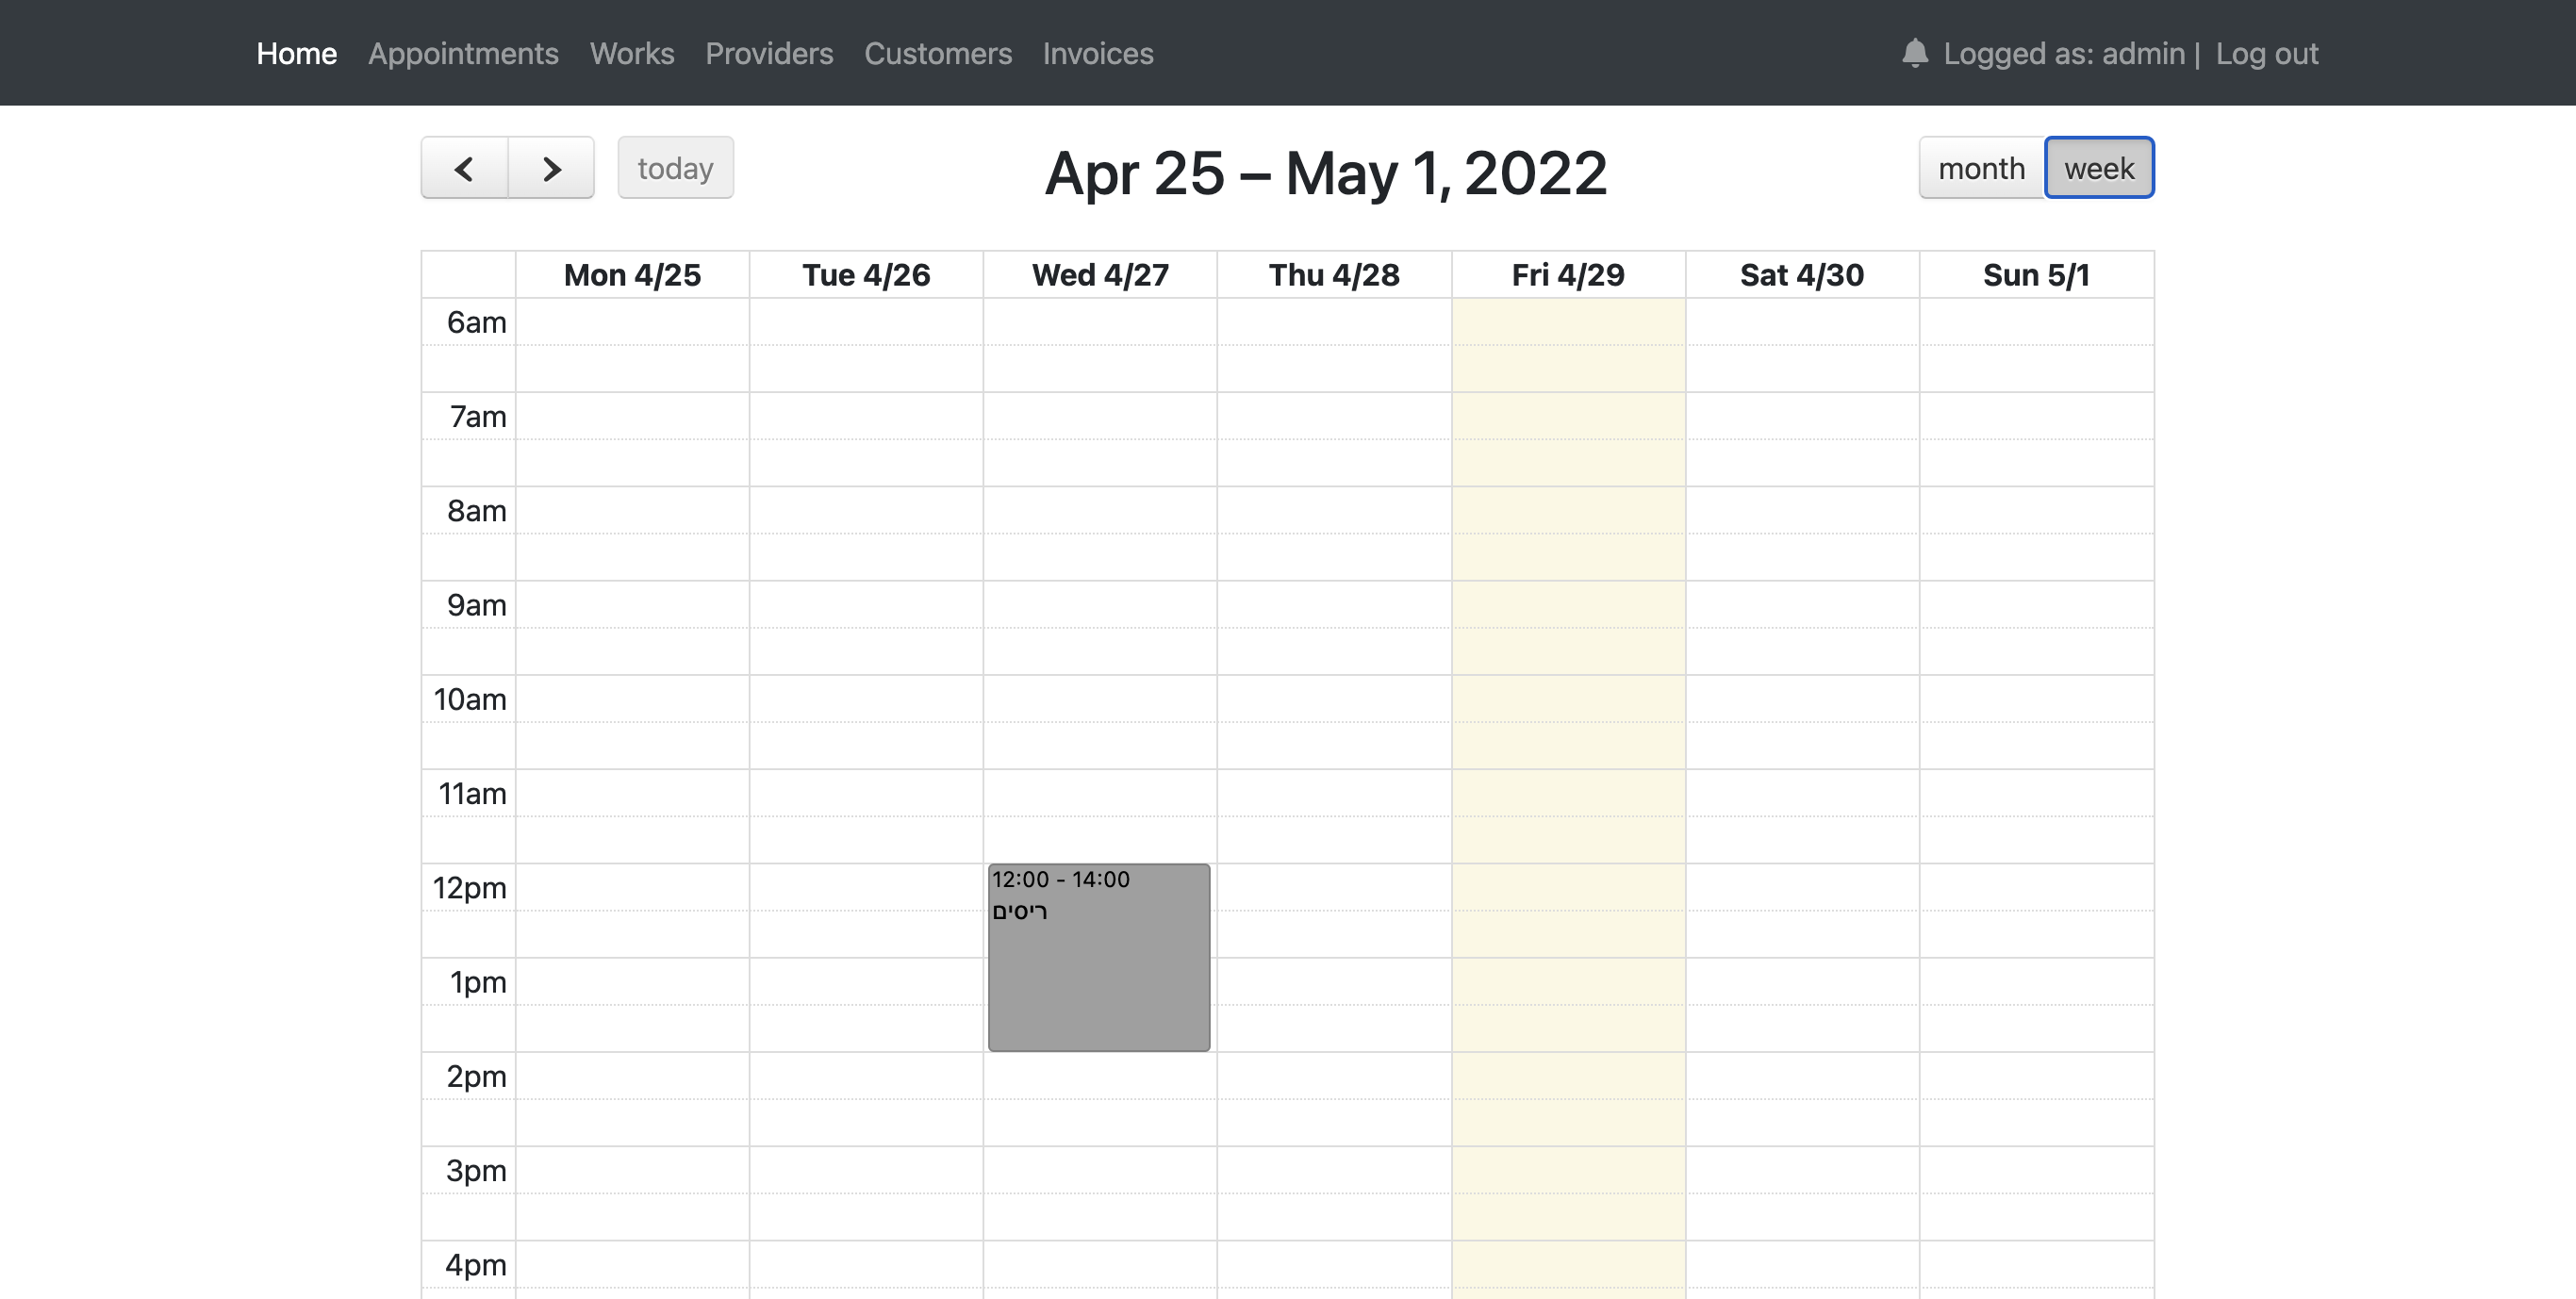 Home Appointments Works Providers Customers Invoices Logged as: admin | Log out
today Apr 25 – May 1, 2022 month week
Mon 4/25 Tue 4/26 Wed 4/27 Thu 4/28 Fri 4/29 Sat 4/30 Sun 5/1
6am
7am
8am
9am
10am
11am
12pm
12:00 - 14:00
ריסים
1pm
2pm
3pm
4pm